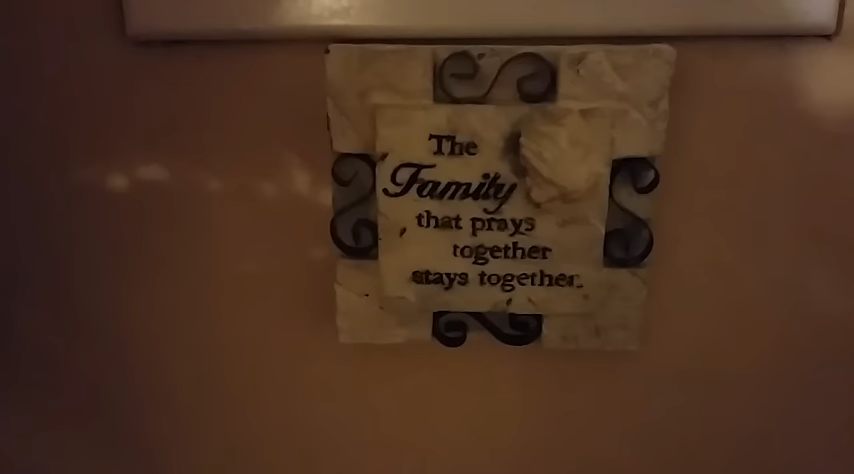 The
Family
that prays
together
stays together.